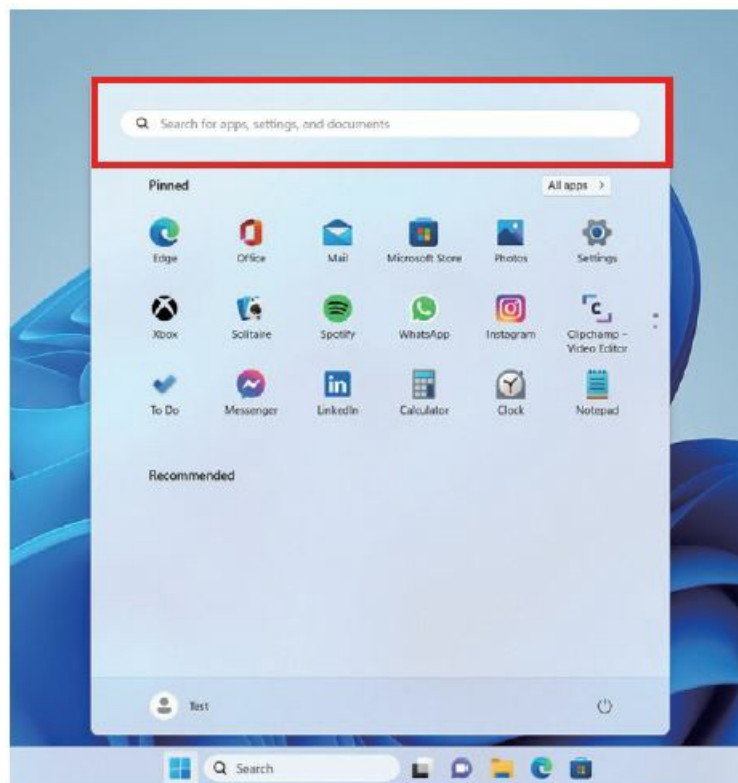 Search for apps, settings, and documents
Pinned
All apps >
Edge
Office
Mail
Microsoft Store
Photos
Settings
Xbox
Solitaire
Spotify
WhatsApp
Instagram
Clipchamp –
Video Editor
To Do
Messenger
LinkedIn
Calculator
Clock
Notepad
Recommended
Test
Search